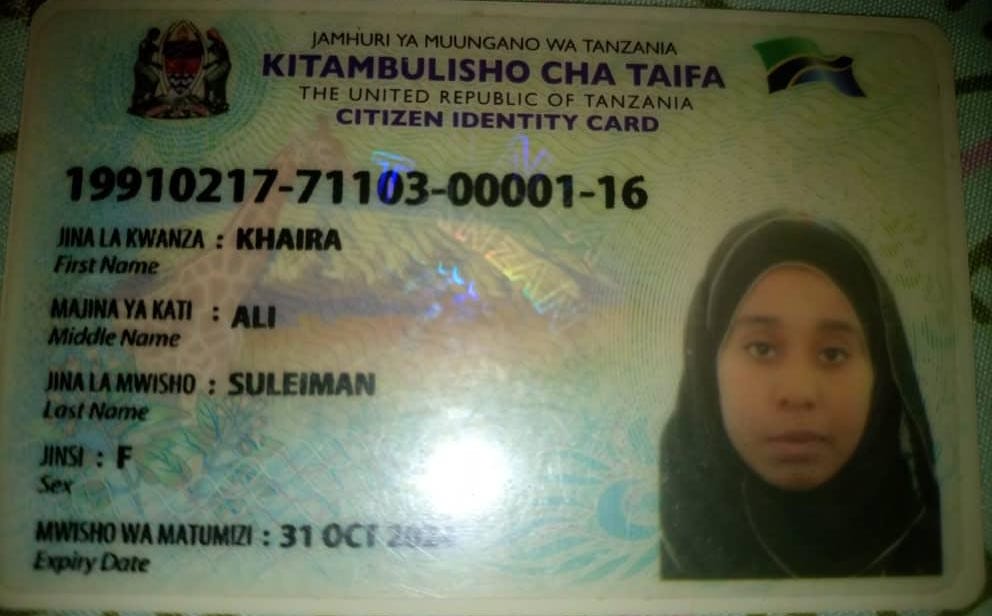 JAMHURI YA MUUNGANO WA TANZANIA
KITAMBULISHO CHA TAIFA
THE UNITED REPUBLIC OF TANZANIA
CITIZEN IDENTITY CARD
19910217-71103-00001-16
JINA LA KWANZA : KHAIRA
First Name
MAJINA YA KATI : ALI
Middle Name
JINA LA MWISHO : SULEIMAN
Last Name
JINSI : F
Sex
MWISHO WA MATUMIZI : 31 OCT
Expiry Date